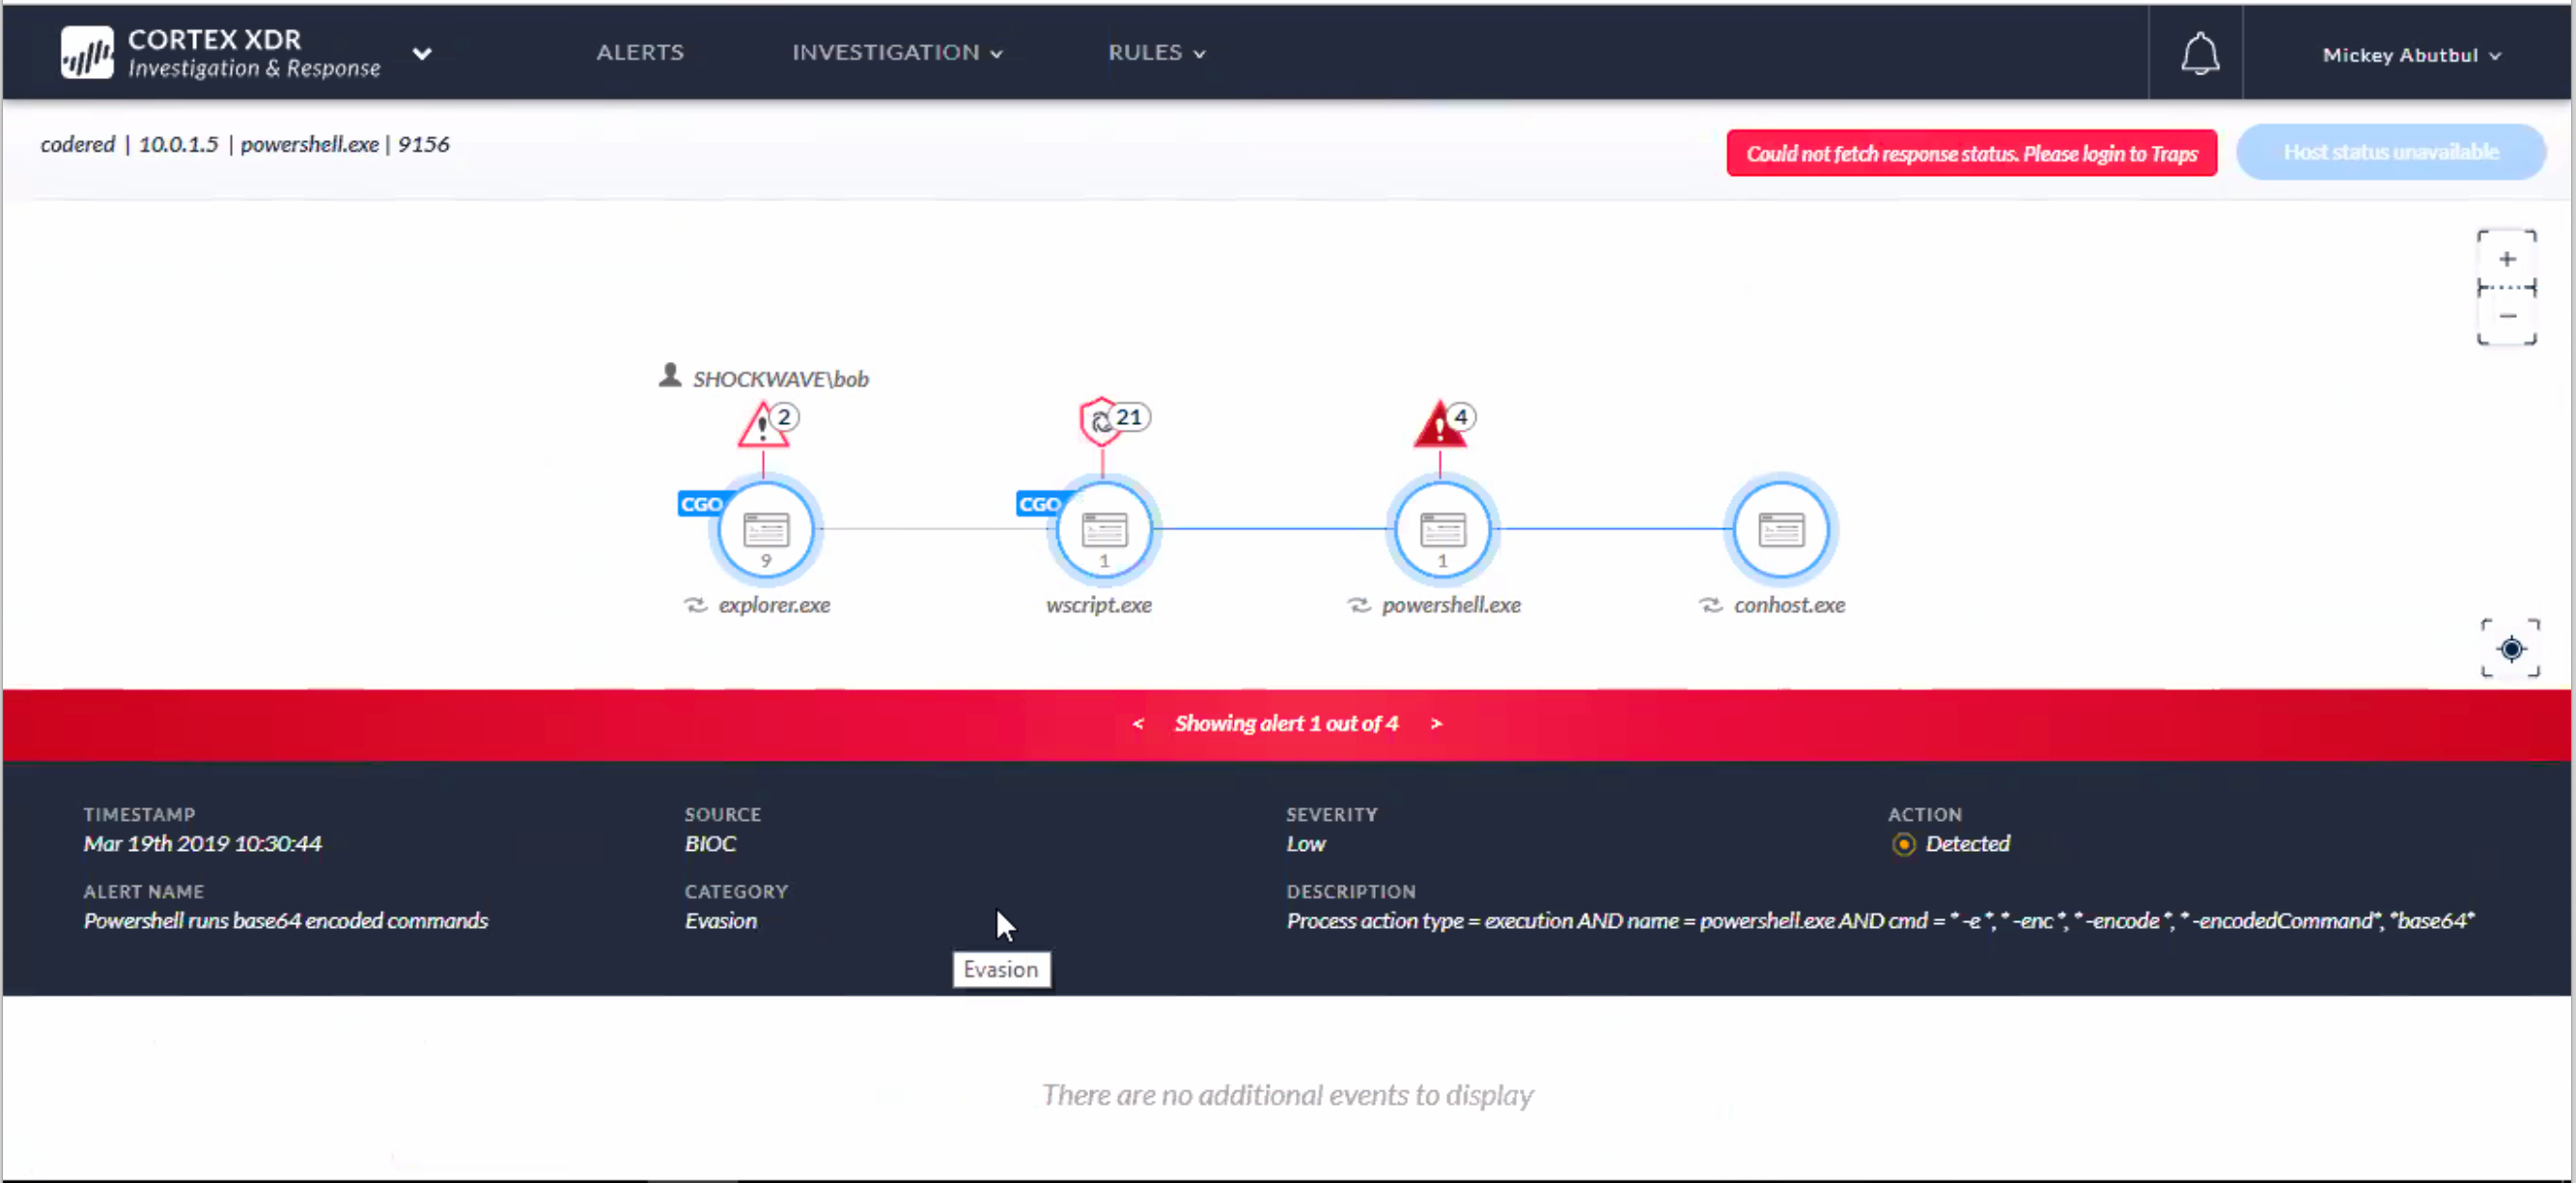 CORTEX XDR
Investigation & Response
ALERTS
INVESTIGATION
RULES
Mickey Abutbul
codered | 10.0.1.5 | powershell.exe | 9156
Could not fetch response status. Please login to Traps
Host status unavailable
+
−
SHOCKWAVE\bob
2
21
4
CGO
CGO
9
1
1
explorer.exe
wscript.exe
powershell.exe
conhost.exe
< Showing alert 1 out of 4 >
TIMESTAMP
Mar 19th 2019 10:30:44
SOURCE
BIOC
SEVERITY
Low
ACTION
Detected
ALERT NAME
Powershell runs base64 encoded commands
CATEGORY
Evasion
DESCRIPTION
Process action type = execution AND name = powershell.exe AND cmd = * -e *, * -enc *, * -encode *, * -encodedCommand*, *base64*
Evasion
There are no additional events to display